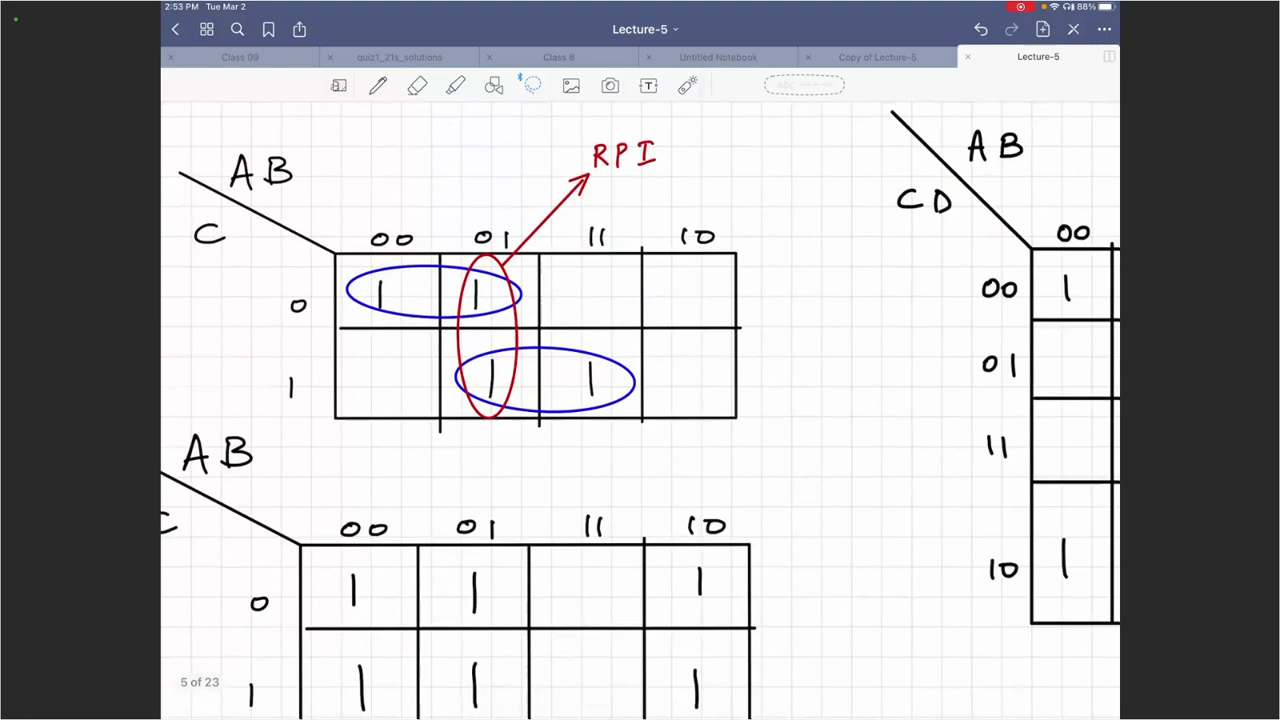 2:53 PM Tue Mar 2
88%
Lecture-5
Class 09
quiz1_21s_solutions
Class 8
Untitled Notebook
Copy of Lecture-5
Lecture-5
T
RPI
AB
C
00 01 11 10
0 1 1
1 1 1
AB
C
00 01 11 10
0 1 1 1
1 1 1 1
5 of 23
AB
CD
00
00 1
01
11
10 1